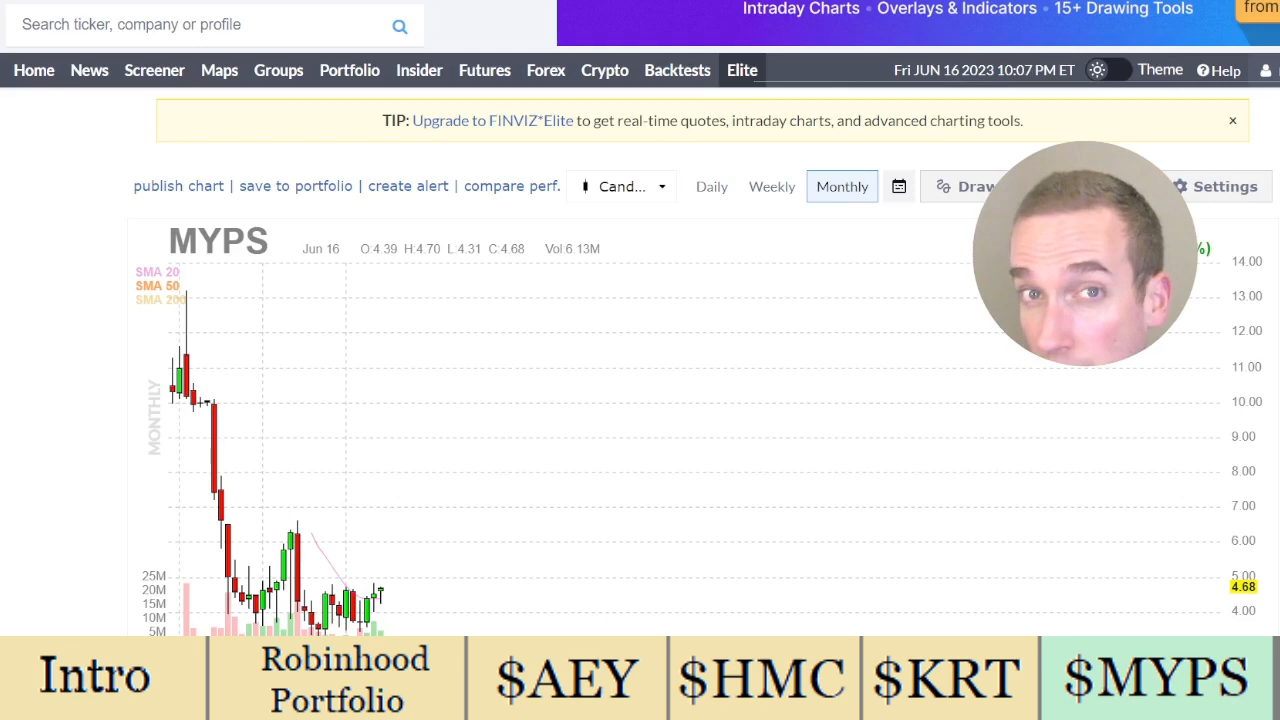 Search ticker, company or profile
Intraday Charts • Overlays & Indicators • 15+ Drawing Tools
from
Home News Screener Maps Groups Portfolio Insider Futures Forex Crypto Backtests Elite
Fri JUN 16 2023 10:07 PM ET Theme Help
TIP: Upgrade to FINVIZ*Elite to get real-time quotes, intraday charts, and advanced charting tools. ×
publish chart | save to portfolio | create alert | compare perf. Cand... Daily Weekly Monthly Draw Settings
MYPS Jun 16 O:4.39 H:4.70 L:4.31 C:4.68 Vol 6.13M %)
SMA 20
SMA 50
SMA 200
MONTHLY
14.00
13.00
12.00
11.00
10.00
9.00
8.00
7.00
6.00
5.00
4.68
4.00
25M
20M
15M
10M
5M
Intro
Robinhood
Portfolio
$AEY
$HMC
$KRT
$MYPS